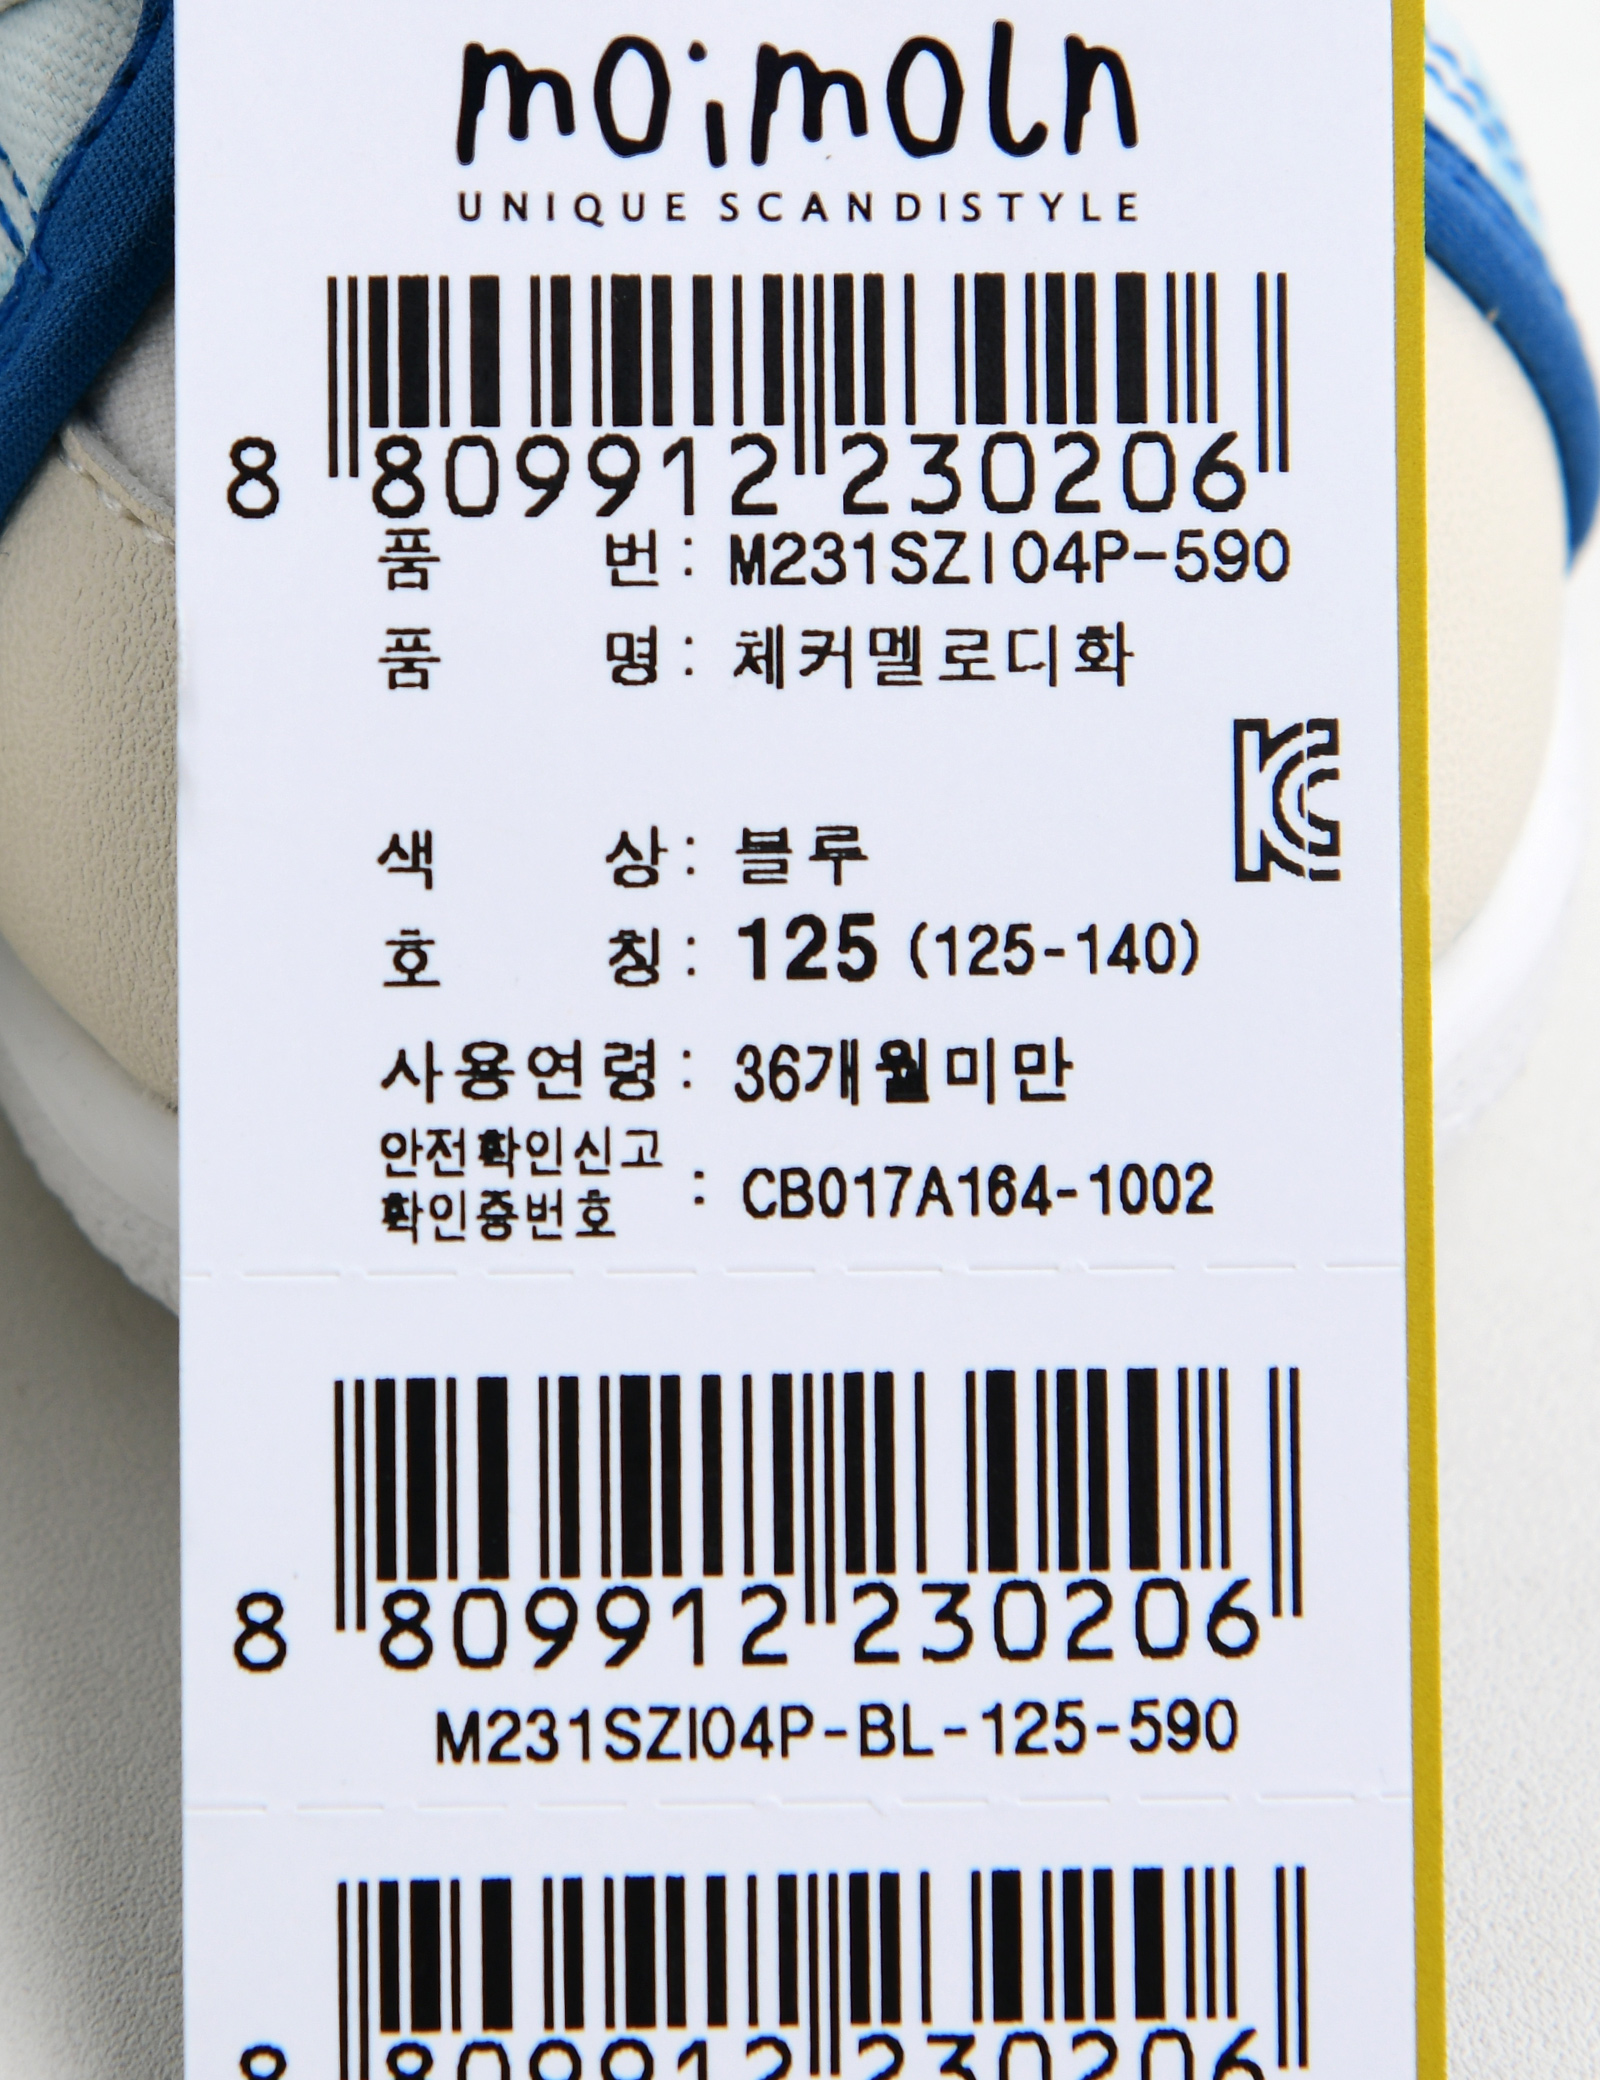 moimoln
UNIQUE SCANDISTYLE
8 809912 230206
품 번 : M231SZI04P-590
품 명 : 체커멜로디화
색 상 : 블루
호 칭 : 125 (125-140)
사용연령 : 36개월미만
안전확인신고
확인증번호 : CB017A164-1002
8 809912 230206
M231SZI04P-BL-125-590
8 809912 230206